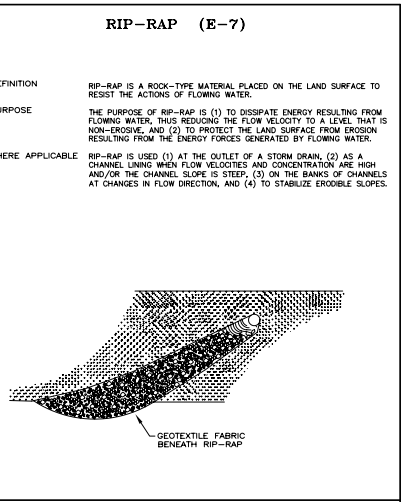 RIP-RAP (E-7)
EFINITION RIP-RAP IS A ROCK-TYPE MATERIAL PLACED ON THE LAND SURFACE TO
RESIST THE ACTIONS OF FLOWING WATER.
URPOSE THE PURPOSE OF RIP-RAP IS (1) TO DISSIPATE ENERGY RESULTING FROM
FLOWING WATER, THUS REDUCING THE FLOW VELOCITY TO A LEVEL THAT IS
NON-EROSIVE, AND (2) TO PROTECT THE LAND SURFACE FROM EROSION
RESULTING FROM THE ENERGY FORCES GENERATED BY FLOWING WATER.
HERE APPLICABLE RIP-RAP IS USED (1) AT THE OUTLET OF A STORM DRAIN, (2) AS A
CHANNEL LINING WHEN FLOW VELOCITIES AND CONCENTRATION ARE HIGH
AND/OR THE CHANNEL SLOPE IS STEEP, (3) ON THE BANKS OF CHANNELS
AT CHANGES IN FLOW DIRECTION, AND (4) TO STABILIZE ERODIBLE SLOPES.
GEOTEXTILE FABRIC
BENEATH RIP-RAP